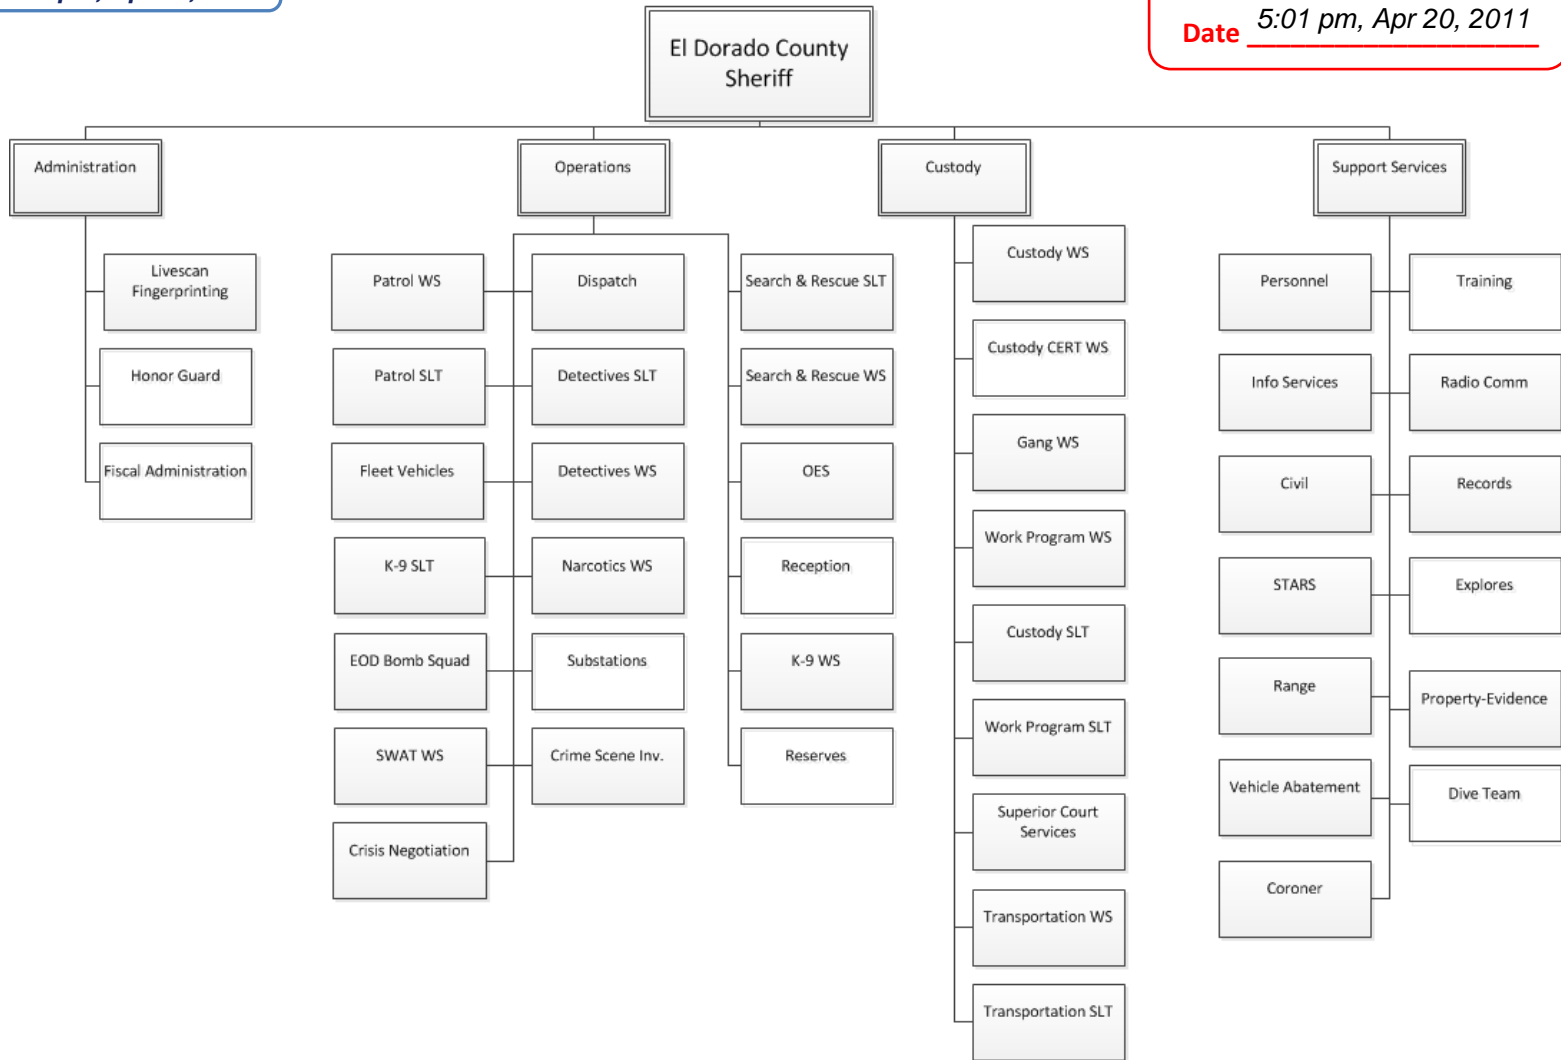 Date 5:01 pm, Apr 20, 2011
El Dorado County
Sheriff
Administration
Operations
Custody
Support Services
Livescan
Fingerprinting
Honor Guard
Fiscal Administration
Patrol WS
Dispatch
Search & Rescue SLT
Patrol SLT
Detectives SLT
Search & Rescue WS
Fleet Vehicles
Detectives WS
OES
K-9 SLT
Narcotics WS
Reception
EOD Bomb Squad
Substations
K-9 WS
SWAT WS
Crime Scene Inv.
Reserves
Crisis Negotiation
Custody WS
Custody CERT WS
Gang WS
Work Program WS
Custody SLT
Work Program SLT
Superior Court
Services
Transportation WS
Transportation SLT
Personnel
Training
Info Services
Radio Comm
Civil
Records
STARS
Explores
Range
Property-Evidence
Vehicle Abatement
Dive Team
Coroner